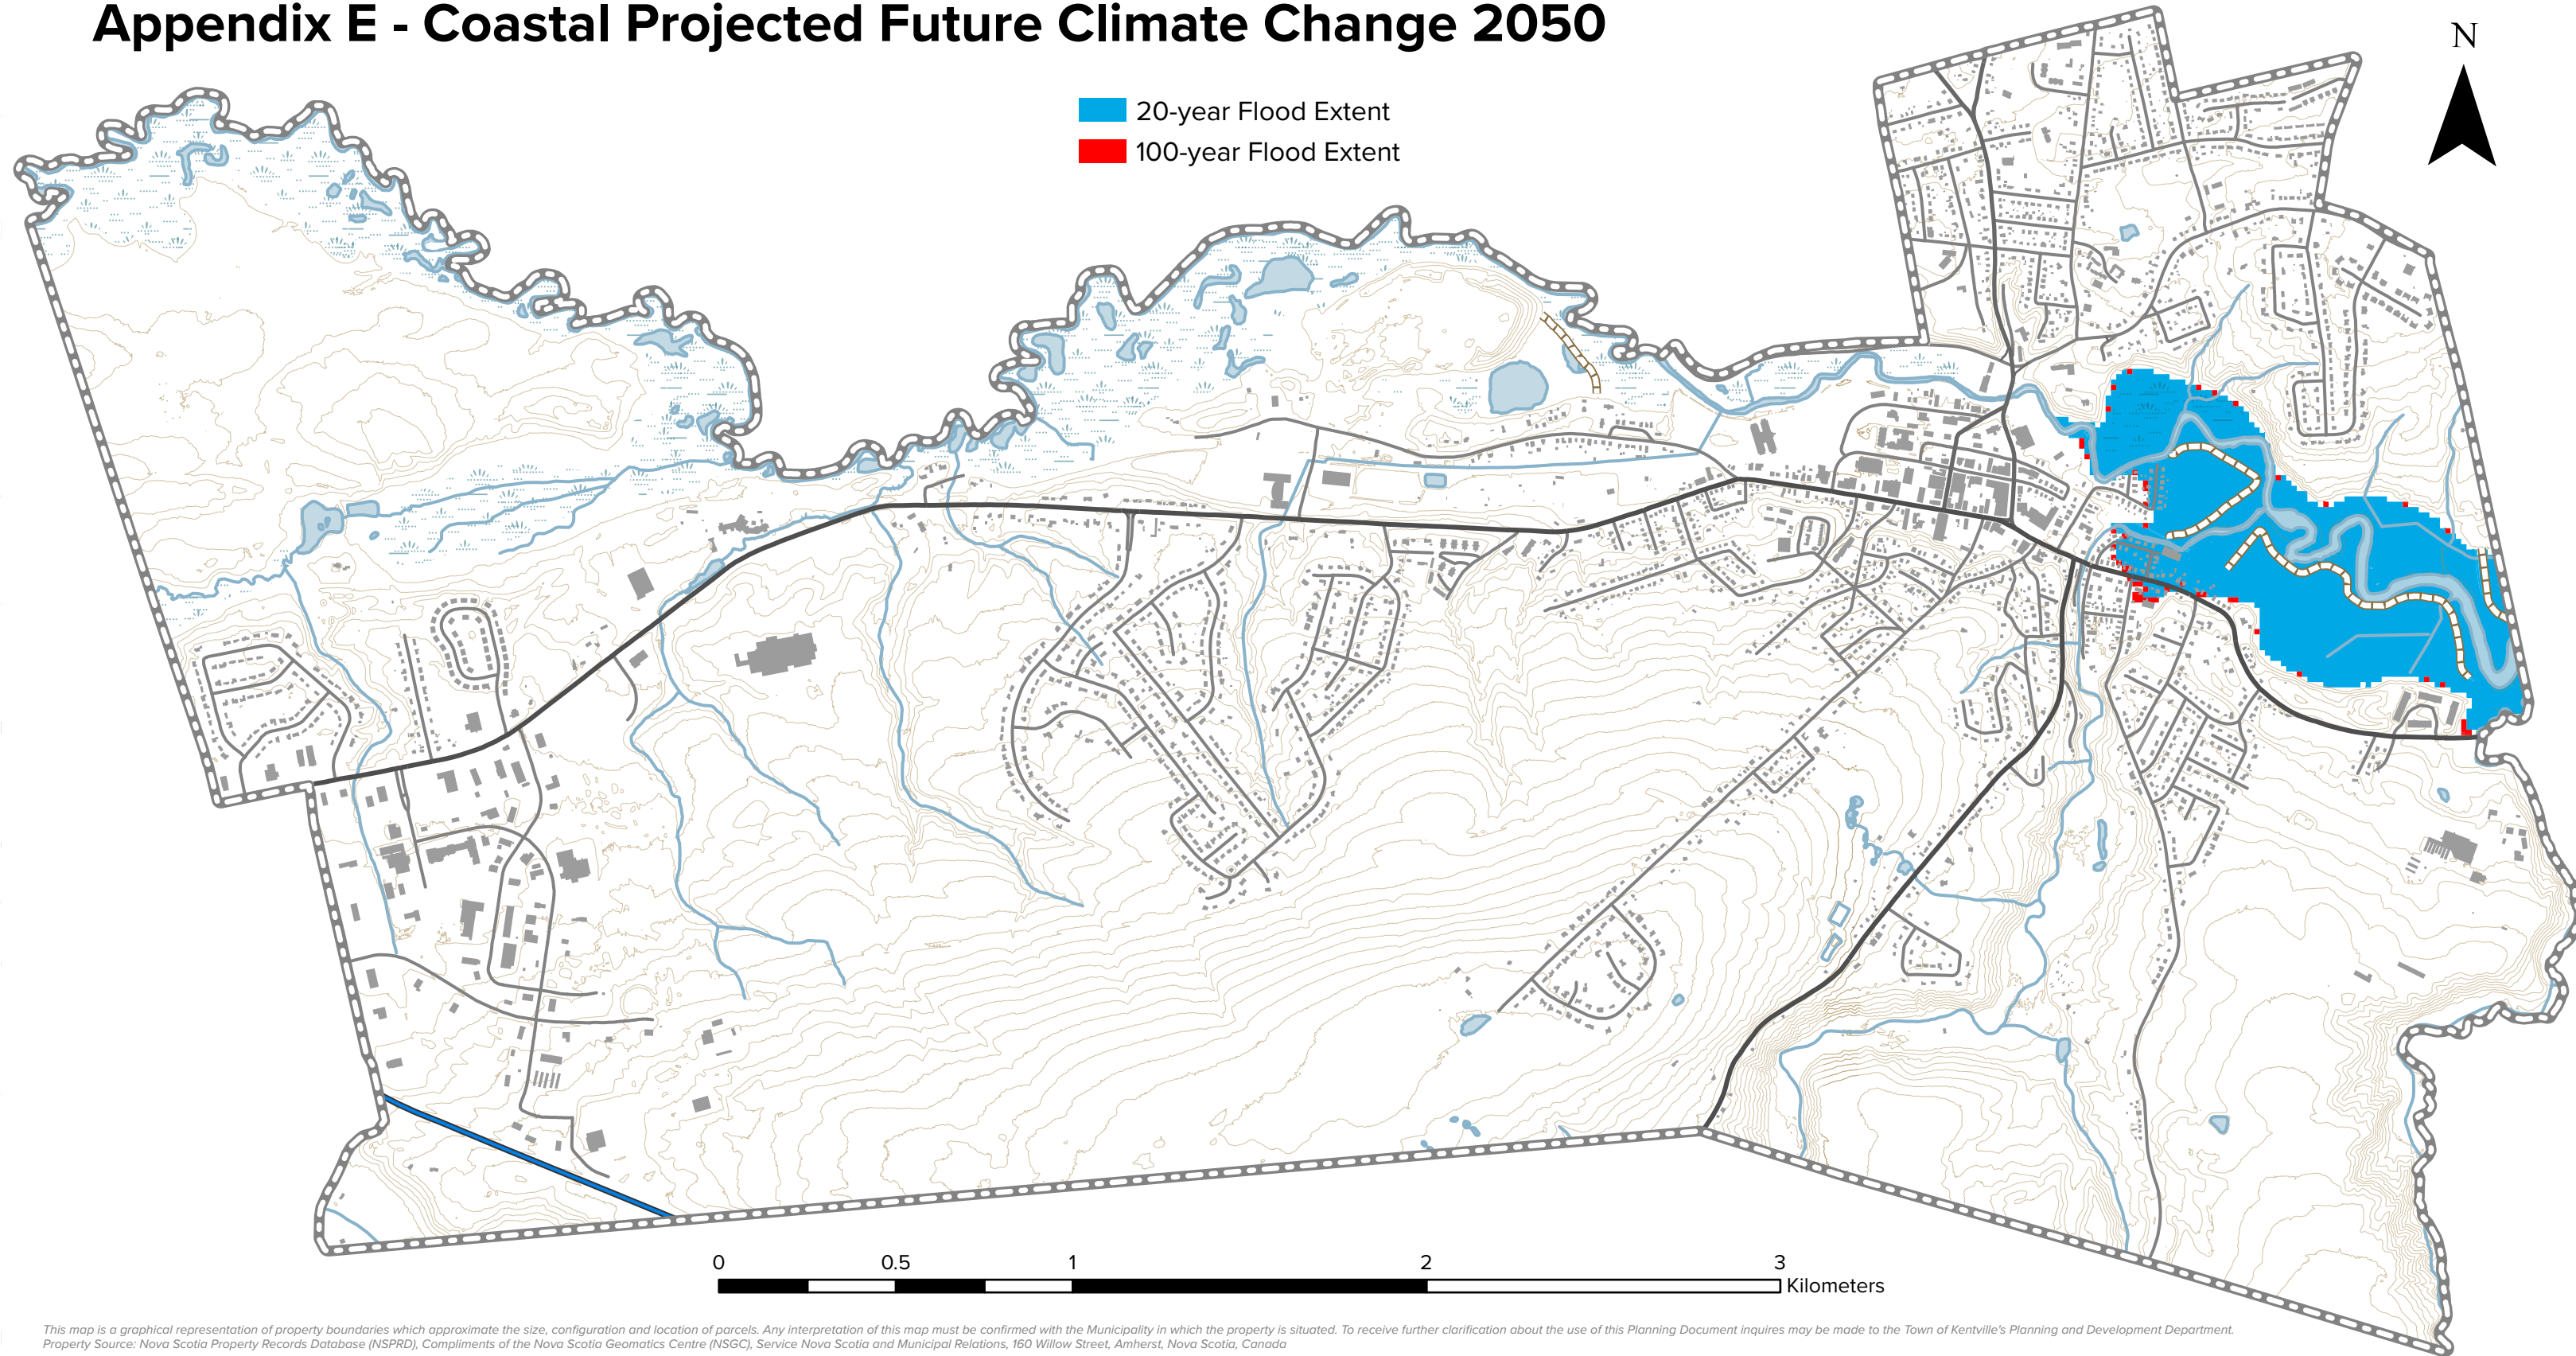 Appendix E - Coastal Projected Future Climate Change 2050
N
20-year Flood Extent
100-year Flood Extent
0 0.5 1 2 3
Kilometers
This map is a graphical representation of property boundaries which approximate the size, configuration and location of parcels. Any interpretation of this map must be confirmed with the Municipality in which the property is situated. To receive further clarification about the use of this Planning Document inquires may be made to the Town of Kentville's Planning and Development Department.
Property Source: Nova Scotia Property Records Database (NSPRD), Compliments of the Nova Scotia Geomatics Centre (NSGC), Service Nova Scotia and Municipal Relations, 160 Willow Street, Amherst, Nova Scotia, Canada